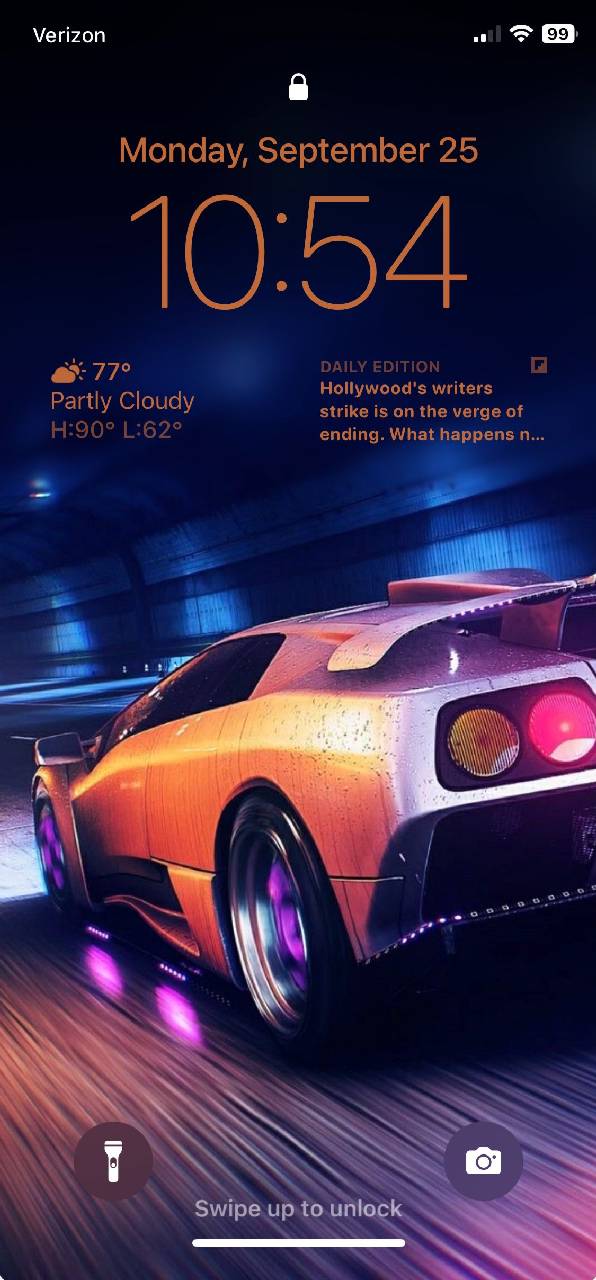 Verizon
99
Monday, September 25
10:54
77°
Partly Cloudy
H:90° L:62°
DAILY EDITION
Hollywood's writers
strike is on the verge of
ending. What happens n...
Swipe up to unlock